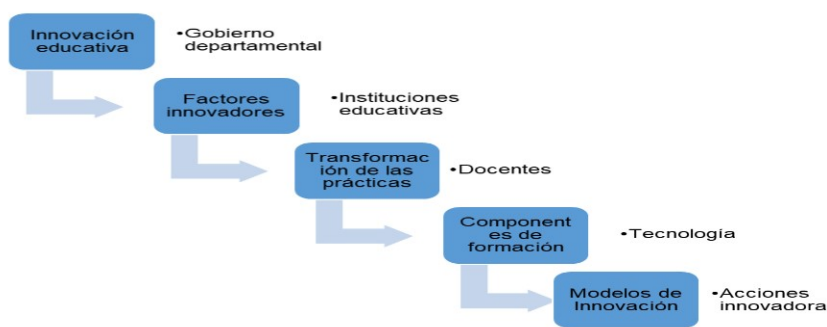 Innovación
educativa
•Gobierno
departamental
Factores
innovadores
•Instituciones
educativas
Transformac
ión de las
prácticas
•Docentes
Component
es de
formación
•Tecnología
Modelos de
Innovación
•Acciones
innovadora